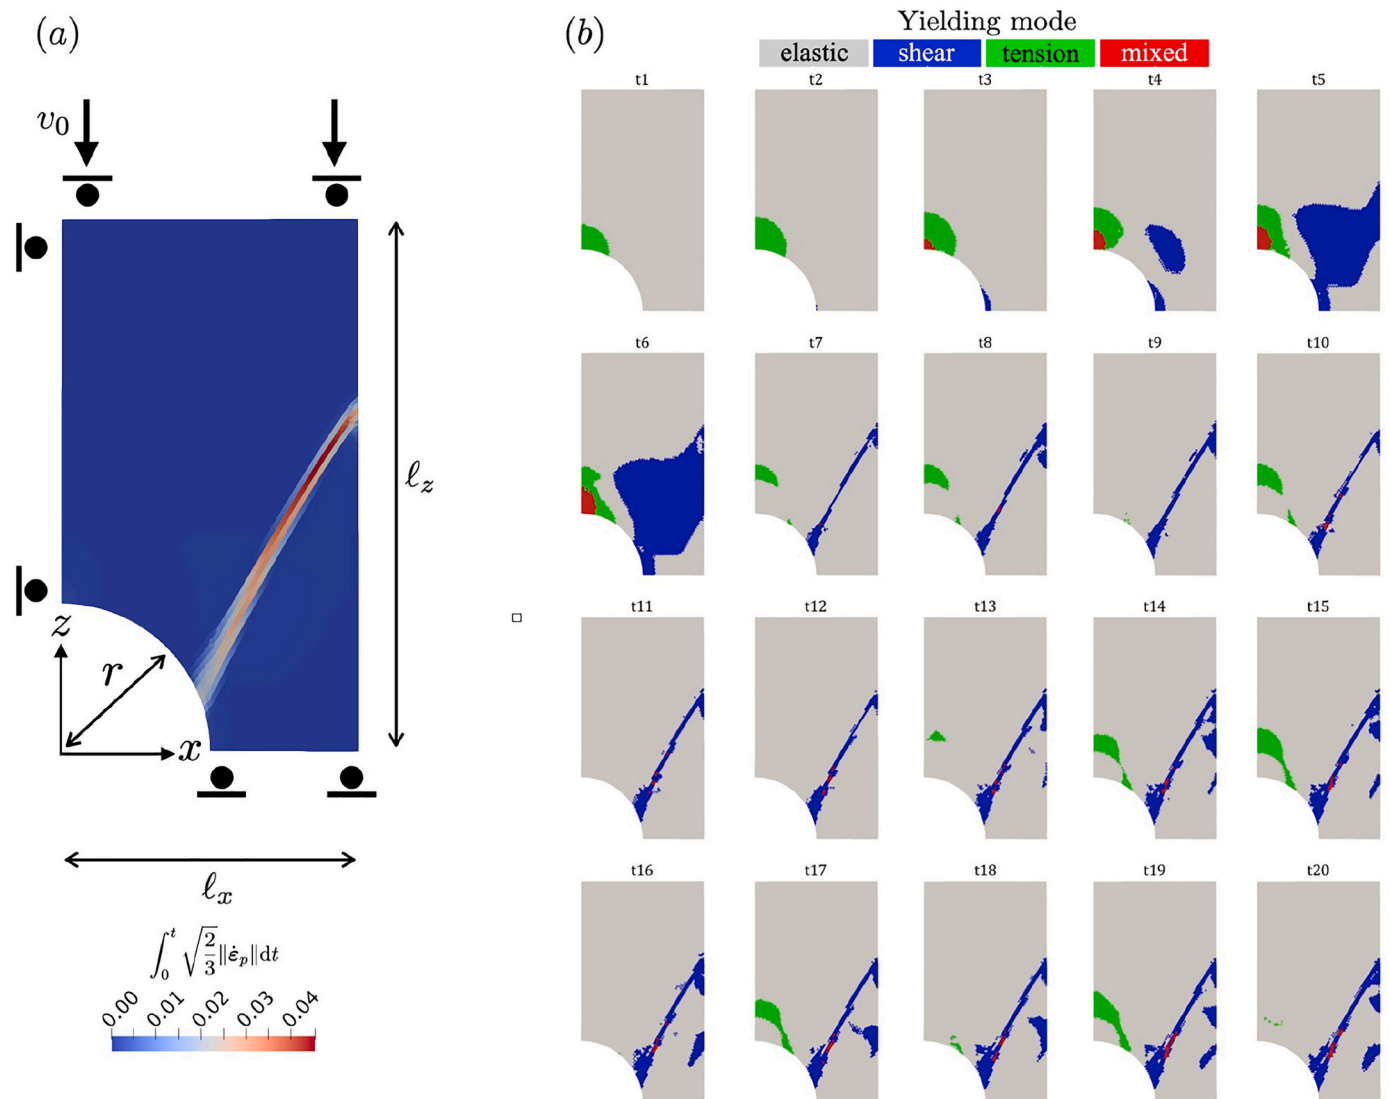 (a)
v₀
ℓ_z
z
r
x
ℓ_x
∫₀ᵗ √(2/3)‖ε̇ₚ‖dt
0.00 0.01 0.02 0.03 0.04
(b)
Yielding mode
elastic shear tension mixed
t1 t2 t3 t4 t5
t6 t7 t8 t9 t10
t11 t12 t13 t14 t15
t16 t17 t18 t19 t20